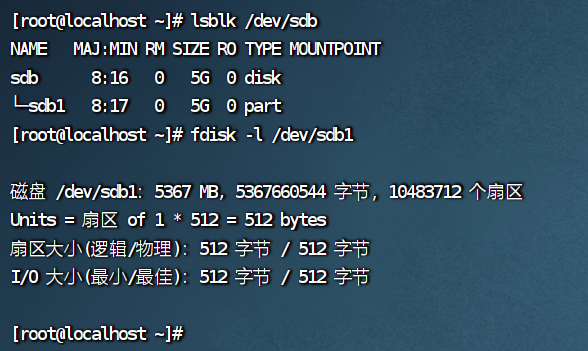 [root@localhost ~]# lsblk /dev/sdb
NAME   MAJ:MIN RM SIZE RO TYPE MOUNTPOINT
sdb      8:16   0   5G  0 disk
└─sdb1   8:17   0   5G  0 part
[root@localhost ~]# fdisk -l /dev/sdb1
磁盘 /dev/sdb1：5367 MB, 5367660544 字节，10483712 个扇区
Units = 扇区 of 1 * 512 = 512 bytes
扇区大小(逻辑/物理)：512 字节 / 512 字节
I/O 大小(最小/最佳)：512 字节 / 512 字节
[root@localhost ~]#